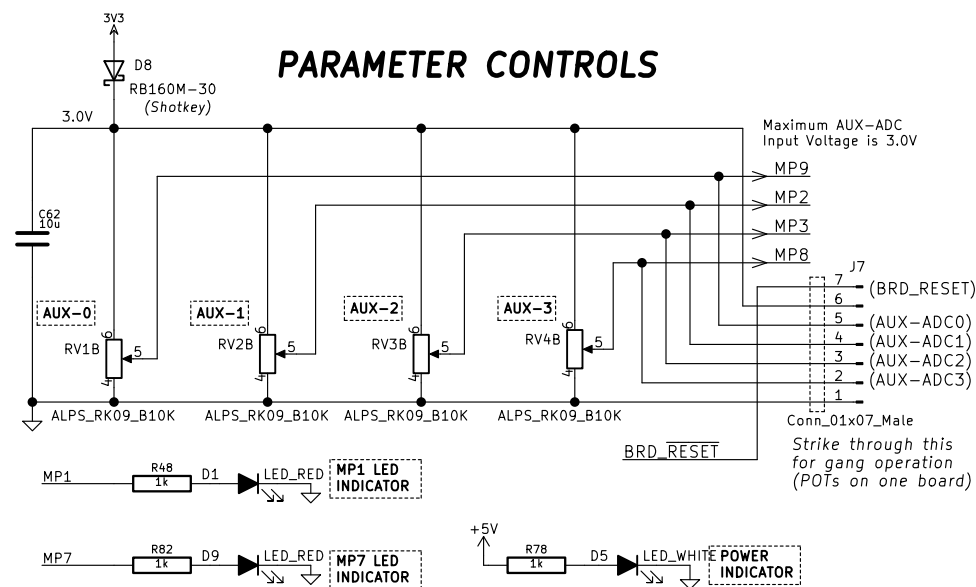 3V3
D8
RB160M-30
(Shotkey)
PARAMETER CONTROLS
3.0V
Maximum AUX-ADC
Input Voltage is 3.0V
MP9
MP2
MP3
MP8
C62
10u
J7
7 (BRD_RESET)
6
5 (AUX-ADC0)
4 (AUX-ADC1)
3 (AUX-ADC2)
2 (AUX-ADC3)
1
Conn_01x07_Male
AUX-0
AUX-1
AUX-2
AUX-3
6
RV1B
5
4
ALPS_RK09_B10K
6
RV2B
5
4
ALPS_RK09_B10K
6
RV3B
5
4
ALPS_RK09_B10K
6
RV4B
5
4
ALPS_RK09_B10K
BRD_RESET
Strike through this
for gang operation
(POTs on one board)
MP1
R48
1k
D1
LED_RED
MP1 LED
INDICATOR
MP7
R82
1k
D9
LED_RED
MP7 LED
INDICATOR
+5V
R78
1k
D5
LED_WHITE
POWER
INDICATOR